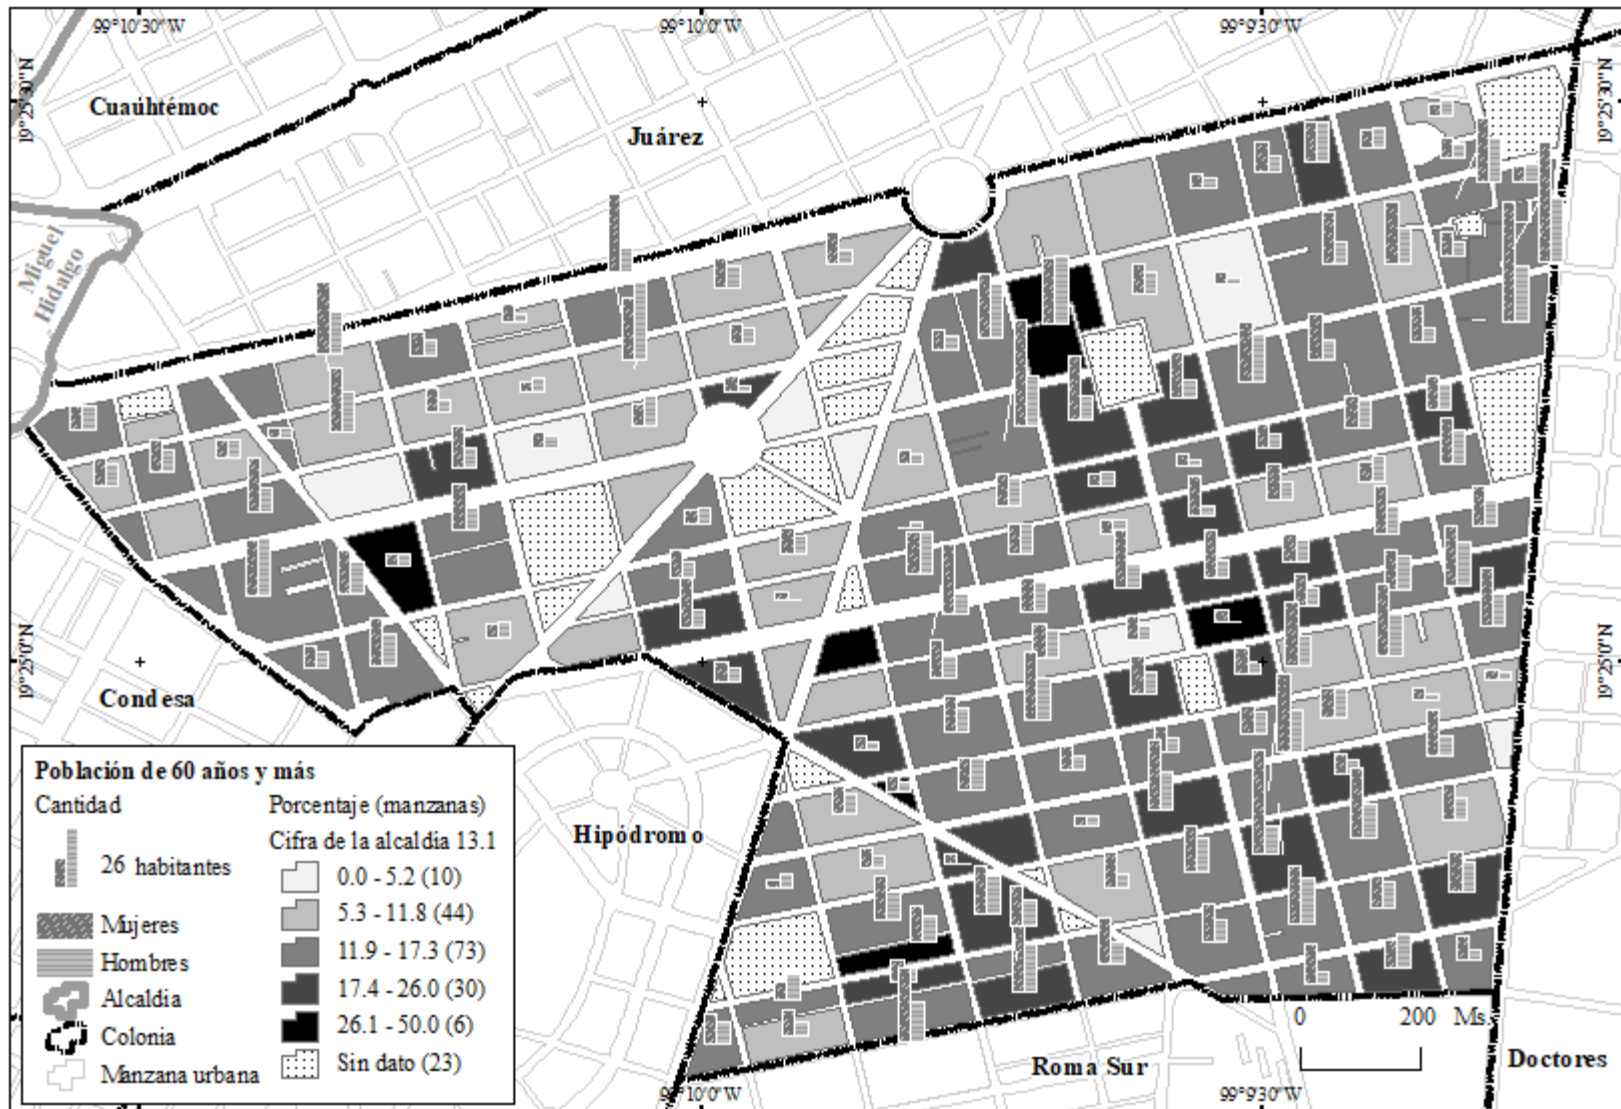 99°10'30"W
99°10'0"W
99°9'30"W
19°25'30"N
19°25'30"N
Cuaúhtémoc
Juárez
Miguel
Hidalgo
19°25'0"N
19°25'0"N
Condesa
Hipódromo
Población de 60 años y más
Cantidad
26 habitantes
Mujeres
Hombres
Alcaldía
Colonia
Manzana urbana
Porcentaje (manzanas)
Cifra de la alcaldía 13.1
0.0 - 5.2 (10)
5.3 - 11.8 (44)
11.9 - 17.3 (73)
17.4 - 26.0 (30)
26.1 - 50.0 (6)
Sin dato (23)
0 200 Ms.
Roma Sur
Doctores
99°10'0"W
99°9'30"W